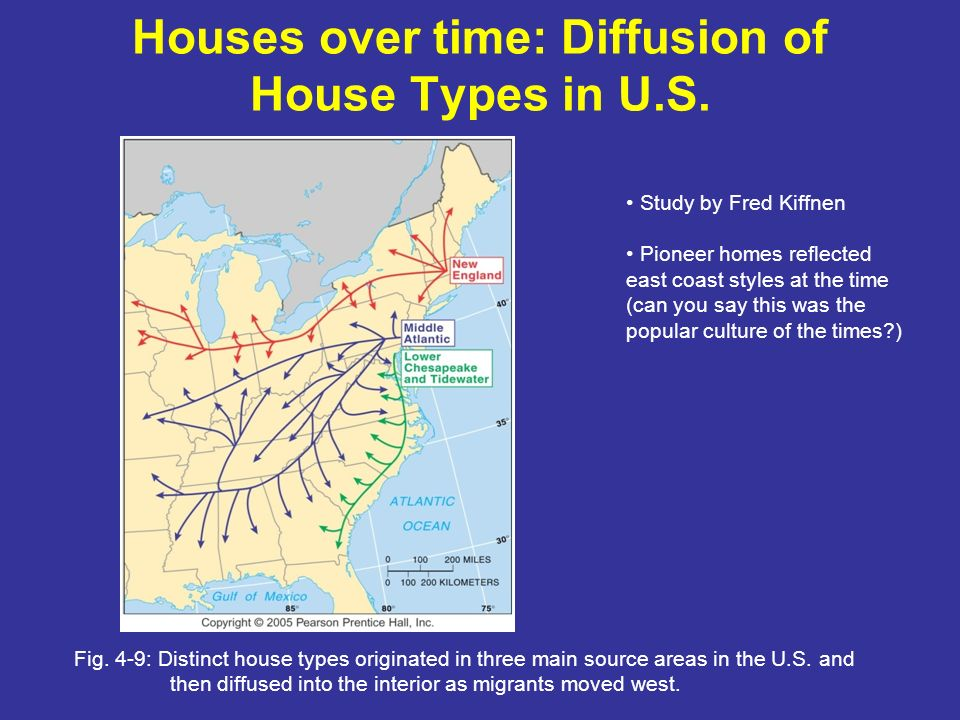 Houses over time: Diffusion of
House Types in U.S.
New
England
40°
Middle
Atlantic
Lower
Chesapeake
and Tidewater
35°
ATLANTIC
OCEAN
30°
0 100 200 MILES
0 100 200 KILOMETERS
Gulf of Mexico
85° 80° 75°
Copyright © 2005 Pearson Prentice Hall, Inc.
• Study by Fred Kiffnen
• Pioneer homes reflected
east coast styles at the time
(can you say this was the
popular culture of the times?)
Fig. 4-9: Distinct house types originated in three main source areas in the U.S. and
then diffused into the interior as migrants moved west.